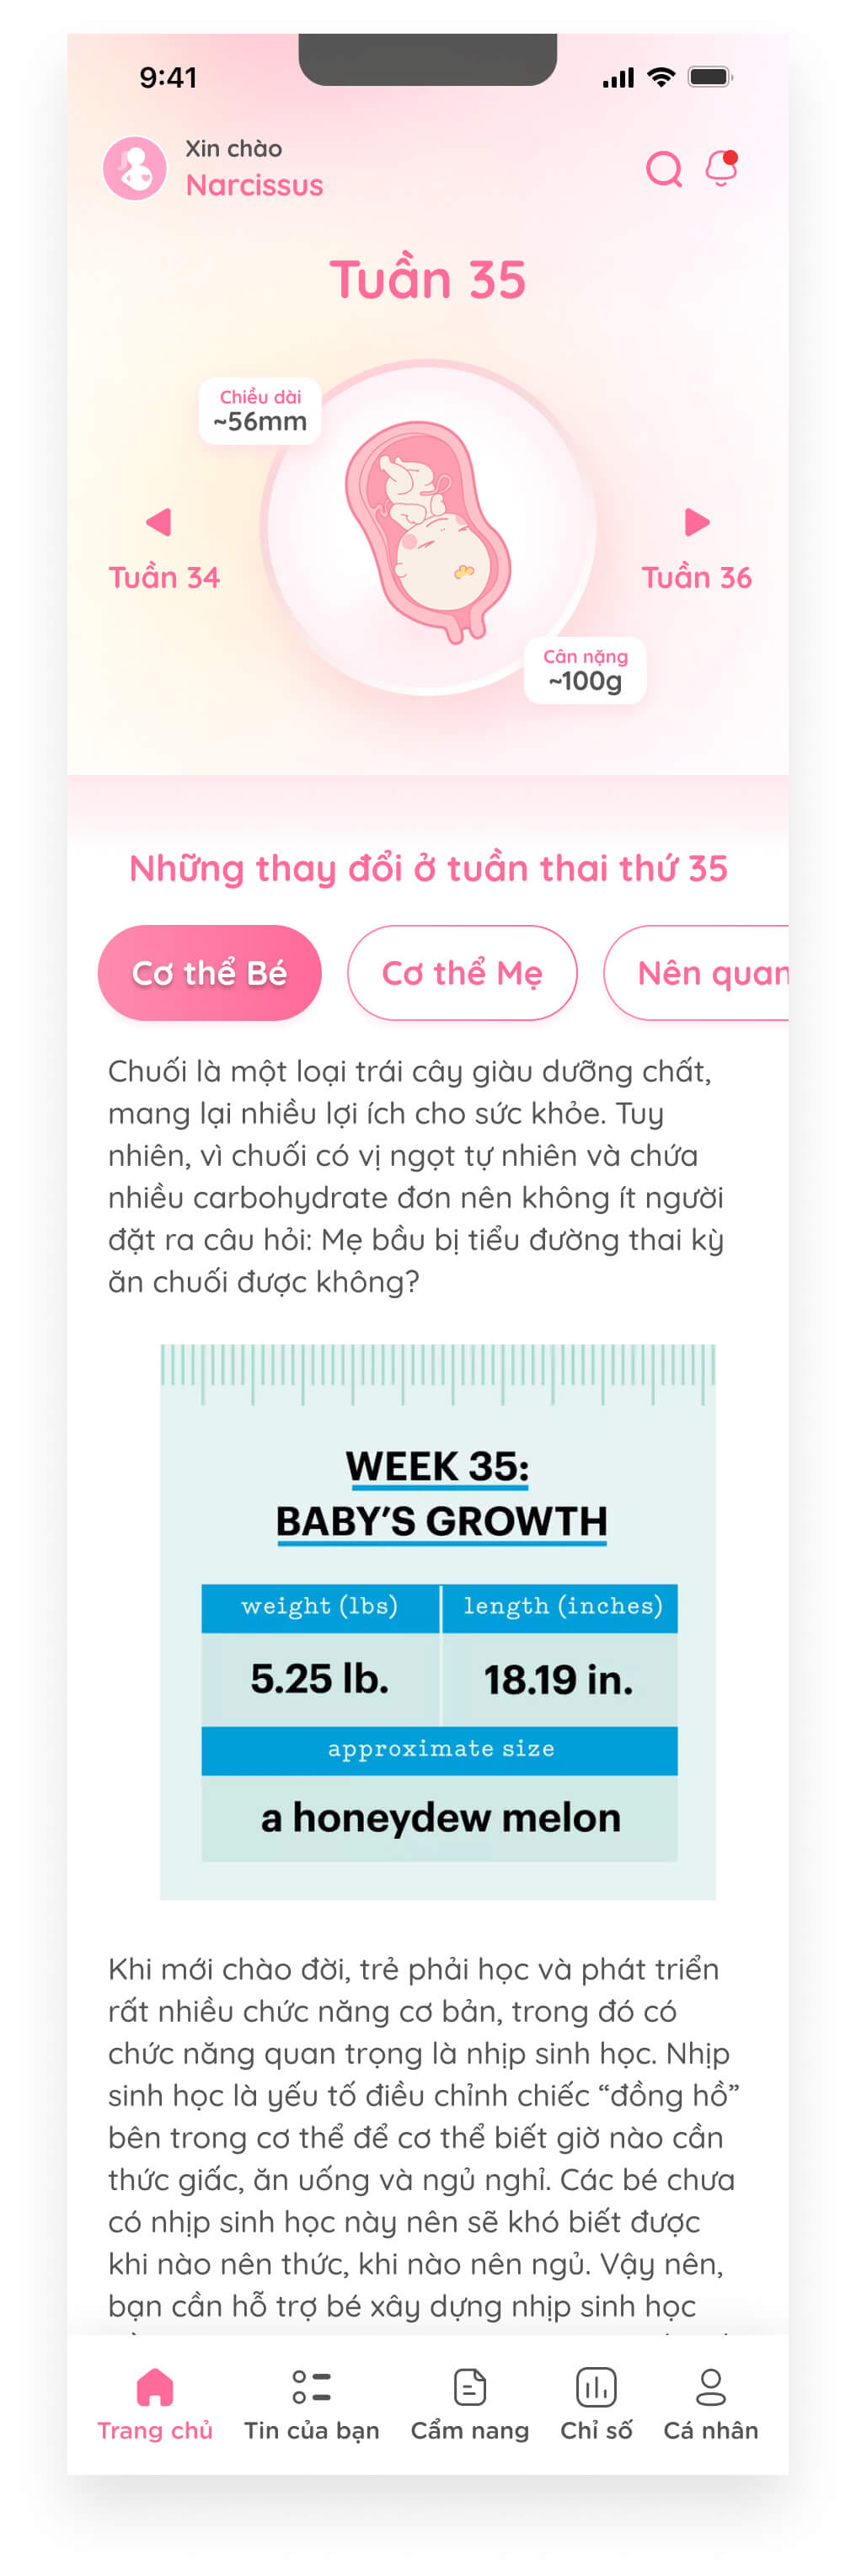 9:41
Xin chào
Narcissus
Tuần 35
Chiều dài
~56mm
Tuần 34
Tuần 36
Cân nặng
~100g
Những thay đổi ở tuần thai thứ 35
Cơ thể Bé
Cơ thể Mẹ
Nên quan
Chuối là một loại trái cây giàu dưỡng chất,
mang lại nhiều lợi ích cho sức khỏe. Tuy
nhiên, vì chuối có vị ngọt tự nhiên và chứa
nhiều carbohydrate đơn nên không ít người
đặt ra câu hỏi: Mẹ bầu bị tiểu đường thai kỳ
ăn chuối được không?
WEEK 35:
BABY'S GROWTH
weight (lbs)
length (inches)
5.25 lb.
18.19 in.
approximate size
a honeydew melon
Khi mới chào đời, trẻ phải học và phát triển
rất nhiều chức năng cơ bản, trong đó có
chức năng quan trọng là nhịp sinh học. Nhịp
sinh học là yếu tố điều chỉnh chiếc “đồng hồ”
bên trong cơ thể để cơ thể biết giờ nào cần
thức giấc, ăn uống và ngủ nghỉ. Các bé chưa
có nhịp sinh học này nên sẽ khó biết được
khi nào nên thức, khi nào nên ngủ. Vậy nên,
bạn cần hỗ trợ bé xây dựng nhịp sinh học
Trang chủ
Tin của bạn
Cẩm nang
Chỉ số
Cá nhân